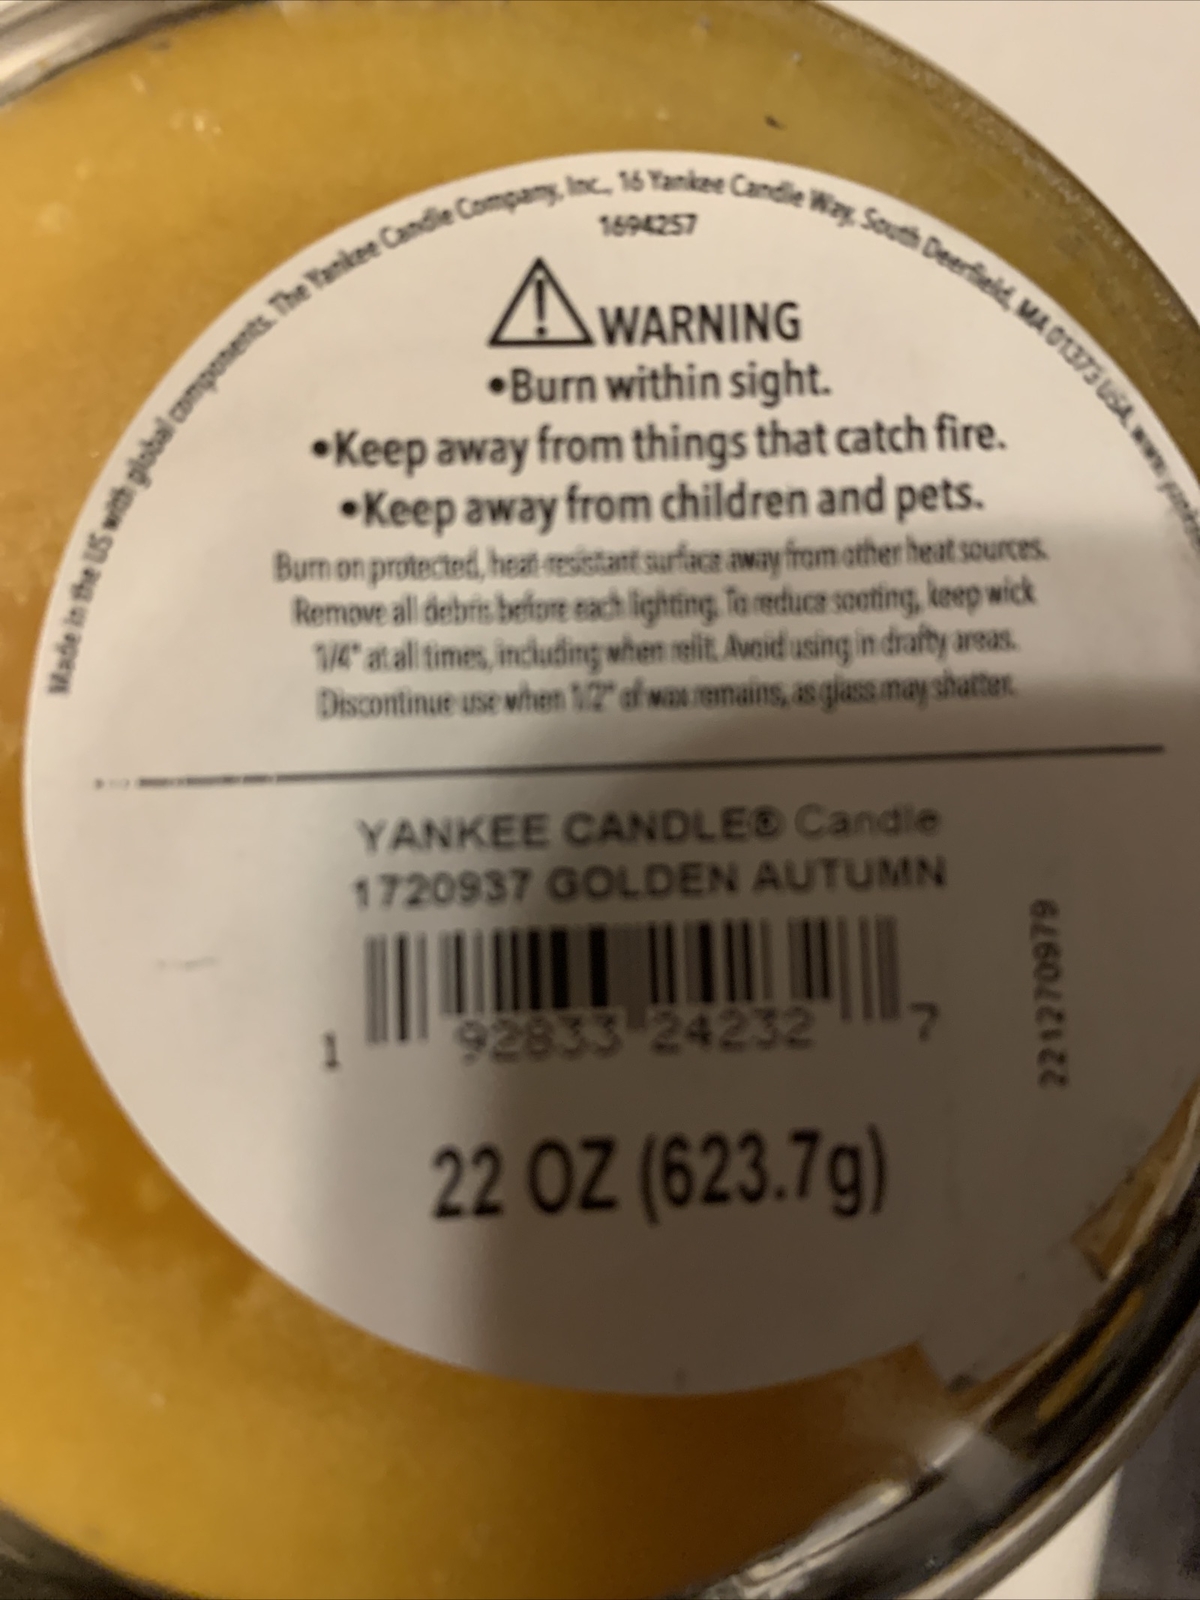 Made in the US with global components. The Yankee Candle Company, Inc., 16 Yankee Candle Way, South Deerfield, MA 01373 USA. www.
1694257
WARNING
•Burn within sight.
•Keep away from things that catch fire.
•Keep away from children and pets.
Burn on protected, heat-resistant surface away from other heat sources.
Remove all debris before each lighting. To reduce sooting, keep wick
1/4" at all times, including when relit. Avoid using in drafty areas.
Discontinue use when 1/2" of wax remains, as glass may shatter.
YANKEE CANDLE® Candle
1720937 GOLDEN AUTUMN
1 92833 24232 7
221270979
22 OZ (623.7g)